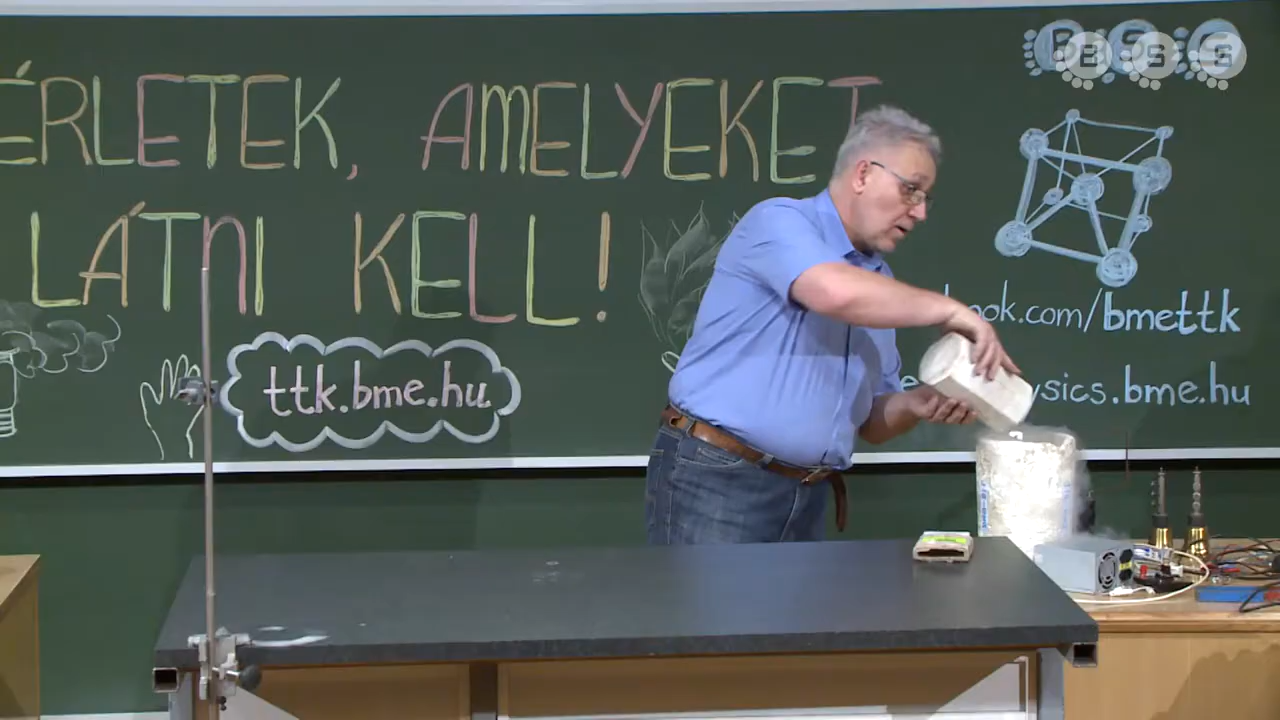 ÉRLETEK, AMELYEKET
LÁTNI KELL!
ook.com/bmettk
ttk.bme.hu
ysics.bme.hu